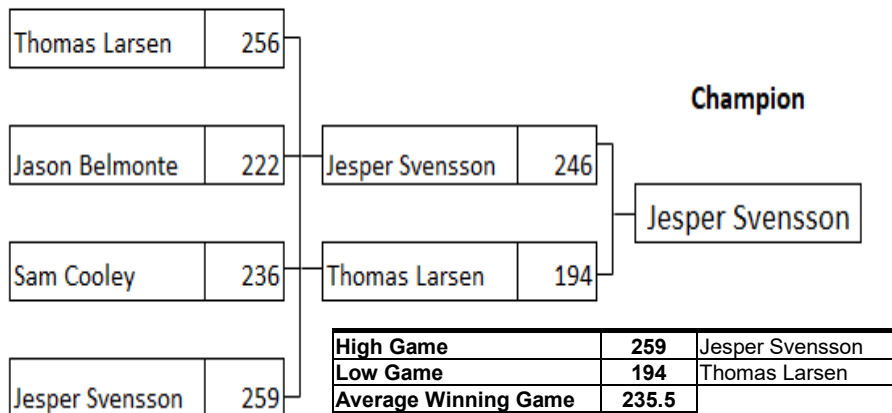 Thomas Larsen 256
Champion
Jason Belmonte 222 Jesper Svensson 246
Jesper Svensson
Sam Cooley 236 Thomas Larsen 194
High Game 259 Jesper Svensson
Low Game 194 Thomas Larsen
Jesper Svensson 259 Average Winning Game 235.5